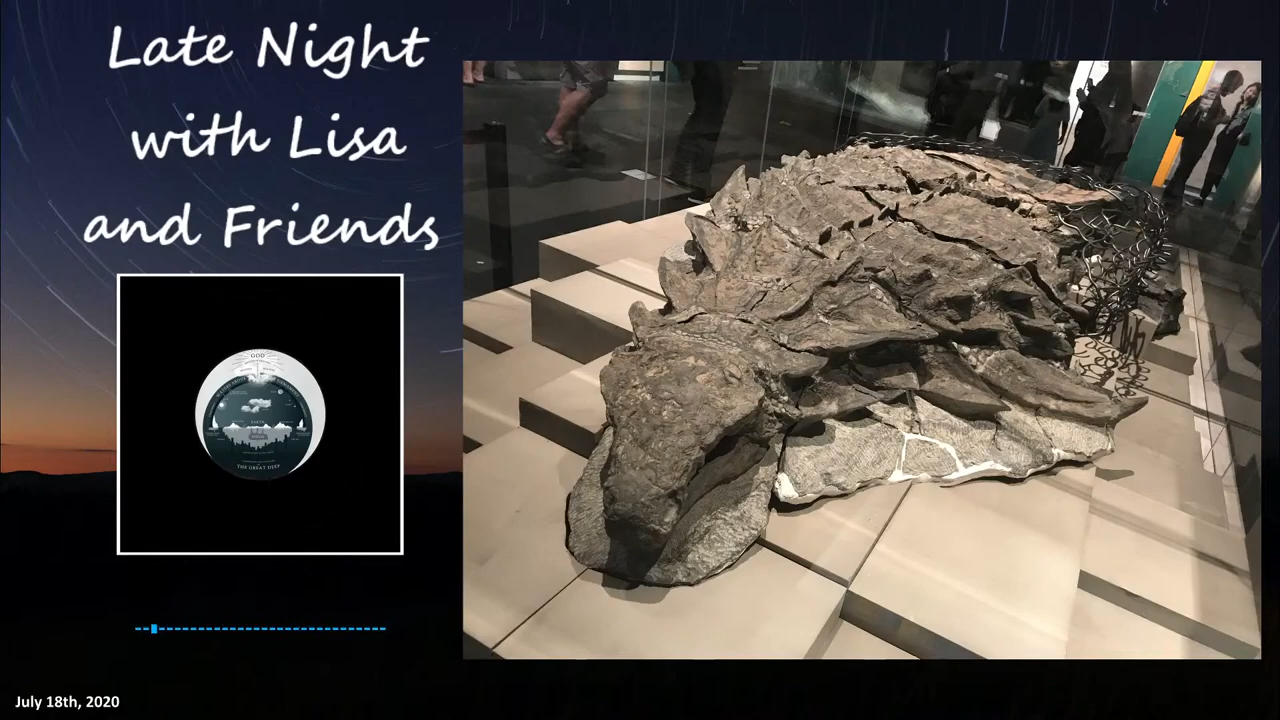 Late Night
with Lisa
and Friends
GOD
EARTH
THE GREAT DEEP
July 18th, 2020